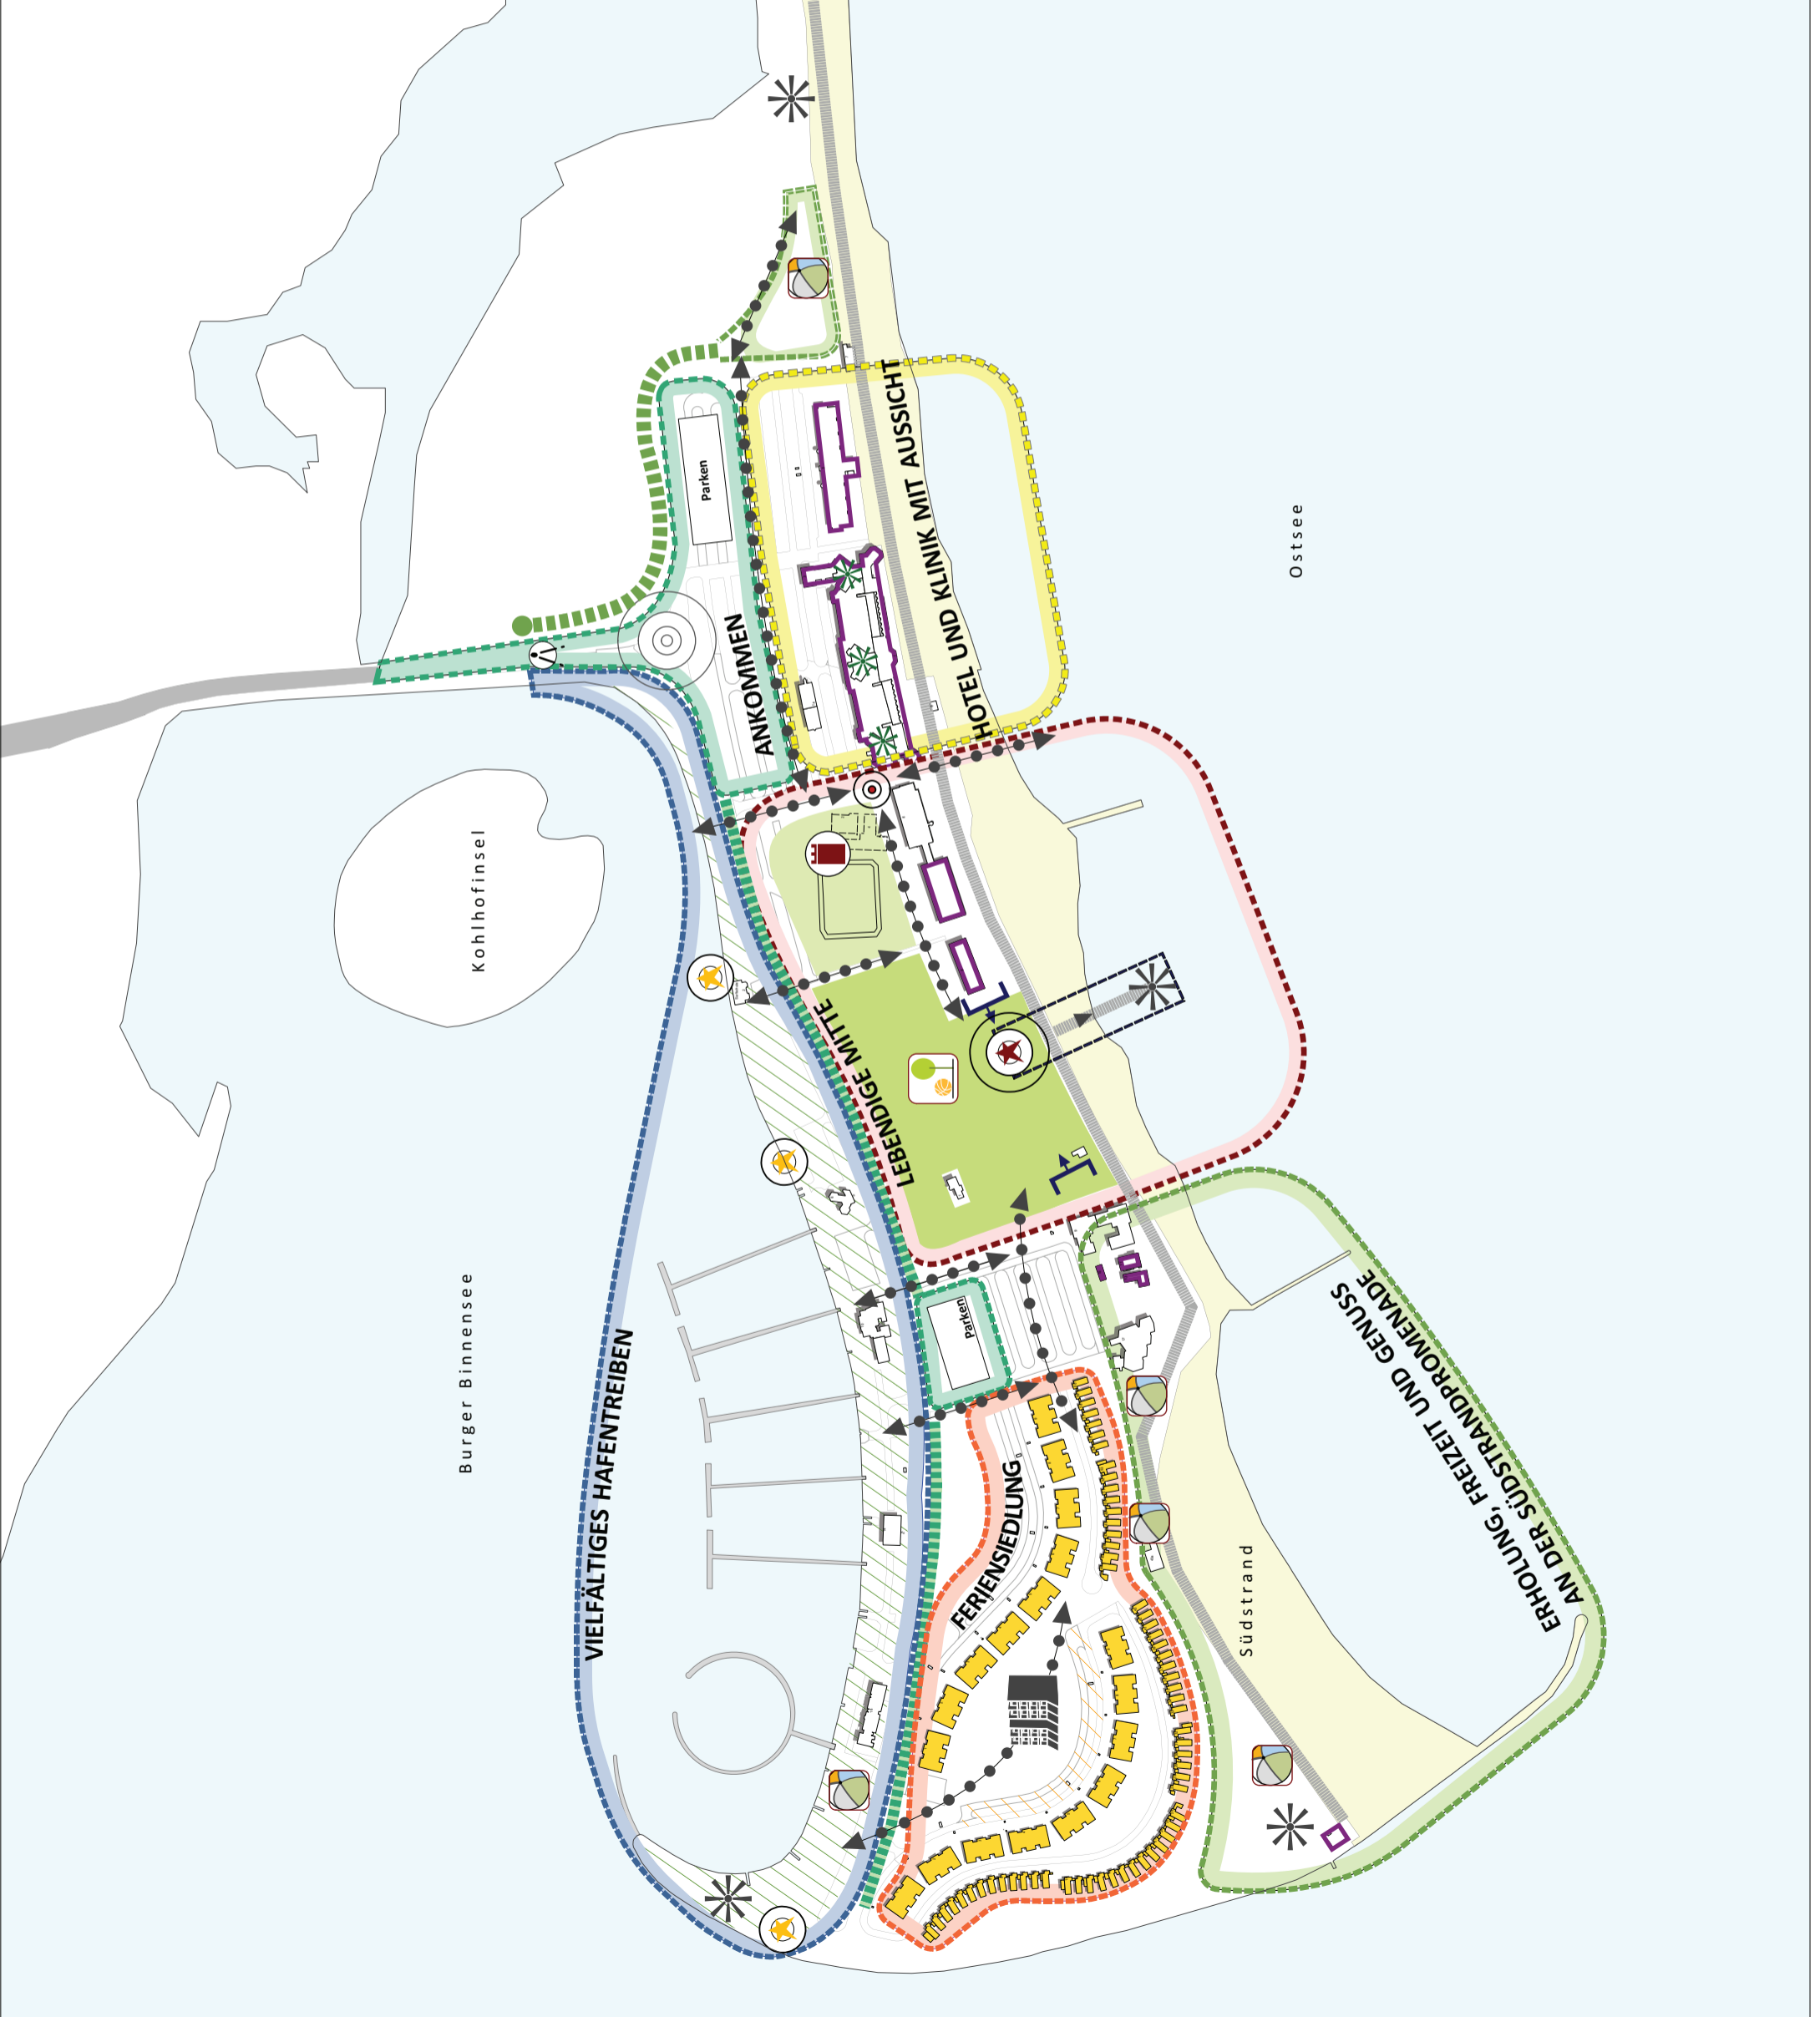 Parken
ANKOMMEN
HOTEL UND KLINIK MIT AUSSICHT
Ostsee
Kohlhofinsel
LEBENDIGE MITTE
Burger Binnensee
VIELFÄLTIGES HAFENTREIBEN
Parken
FERIENSIEDLUNG
Südstrand
ERHOLUNG, FREIZEIT UND GENUSS
AN DER SÜDSTRANDPROMENADE